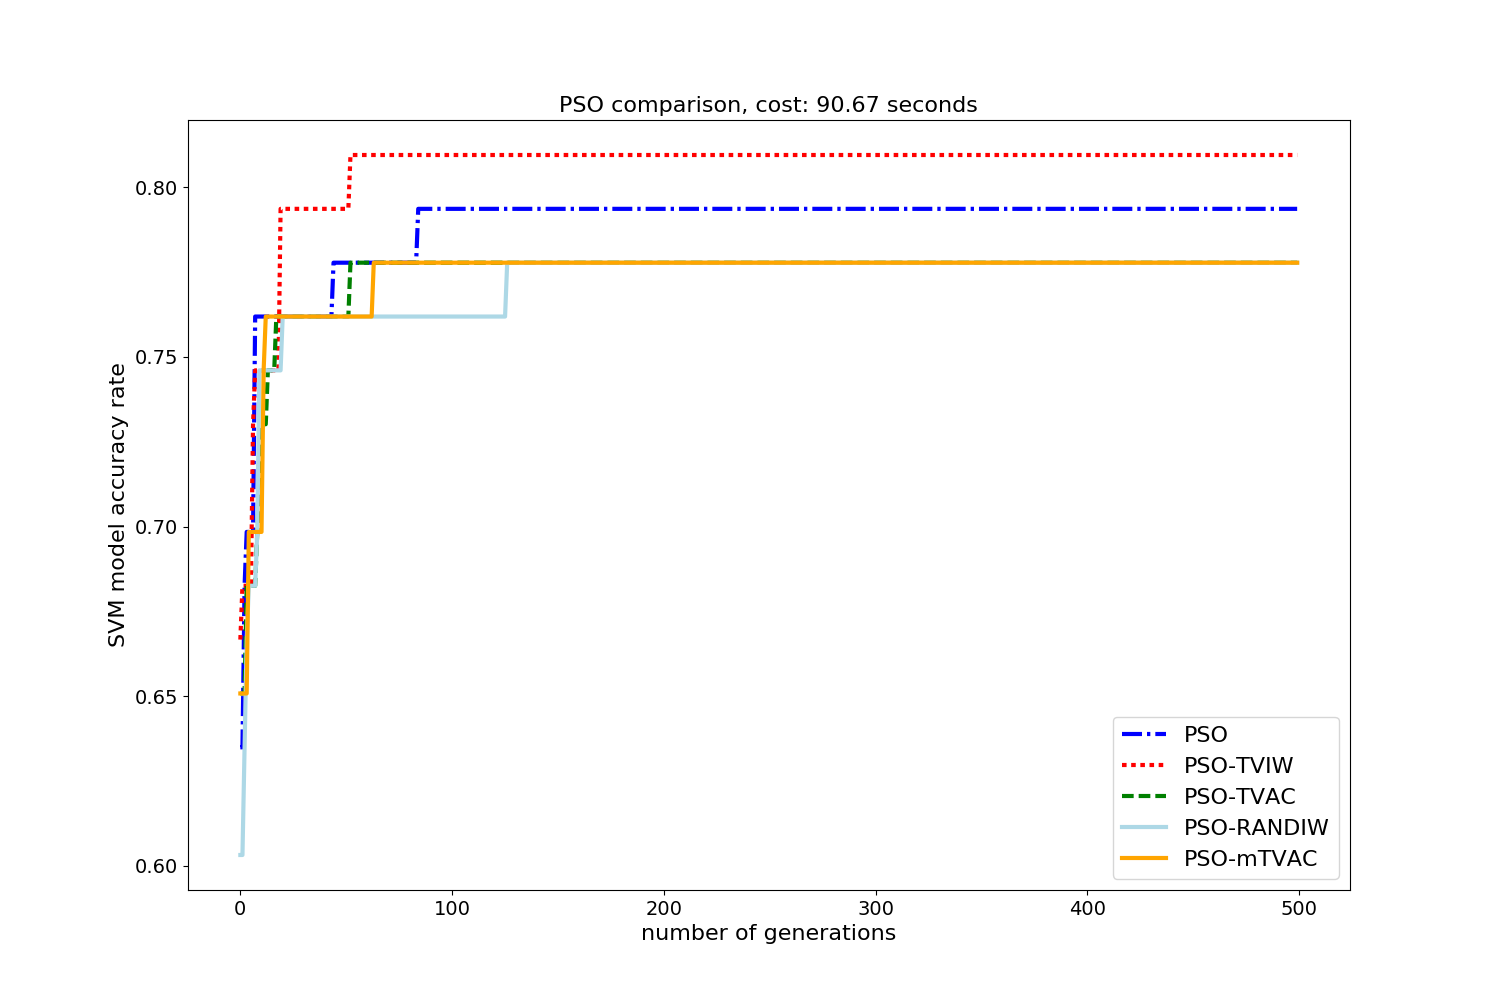 PSO comparison, cost: 90.67 seconds
SVM model accuracy rate
0.80
0.75
0.70
0.65
0.60
0
100
200
300
400
500
number of generations
PSO
PSO-TVIW
PSO-TVAC
PSO-RANDIW
PSO-mTVAC